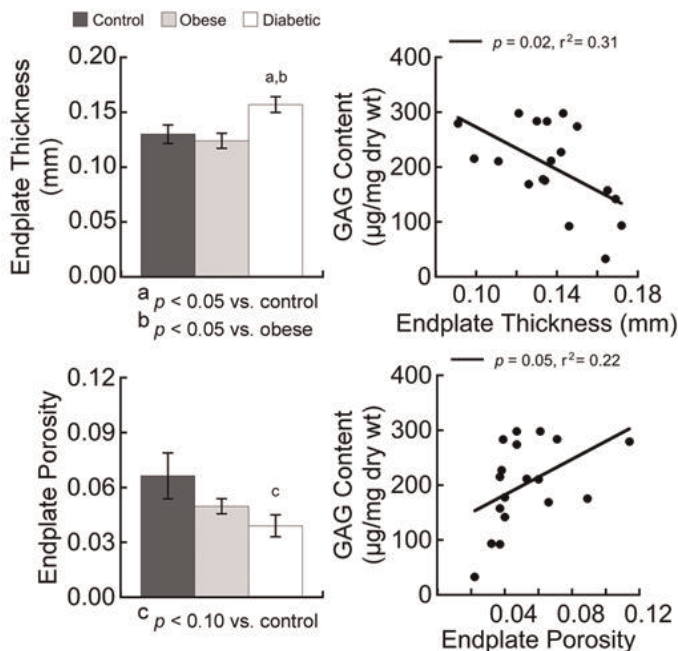 Control Obese Diabetic
Endplate Thickness
(mm)
0.20
0.15
0.10
0.05
0.00
a,b
a p < 0.05 vs. control
b p < 0.05 vs. obese
p = 0.02, r²= 0.31
GAG Content
(µg/mg dry wt)
400
300
200
100
0
0.10 0.14 0.18
Endplate Thickness (mm)
Endplate Porosity
0.12
0.09
0.06
0.03
0.00
c
c p < 0.10 vs. control
p = 0.05, r²= 0.22
GAG Content
(µg/mg dry wt)
400
300
200
100
0
0.04 0.08 0.12
Endplate Porosity